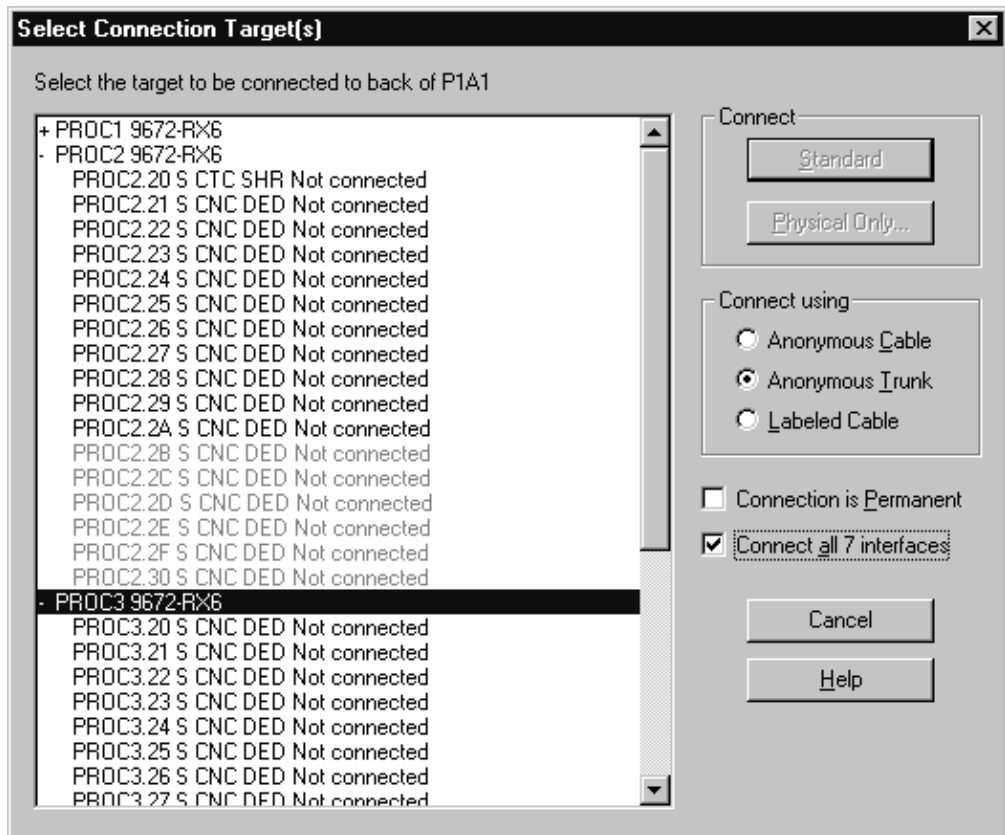 Select Connection Target(s)
Select the target to be connected to back of P1A1
+ PROC1 9672-RX6
- PROC2 9672-RX6
PROC2.20 S CTC SHR Not connected
PROC2.21 S CNC DED Not connected
PROC2.22 S CNC DED Not connected
PROC2.23 S CNC DED Not connected
PROC2.24 S CNC DED Not connected
PROC2.25 S CNC DED Not connected
PROC2.26 S CNC DED Not connected
PROC2.27 S CNC DED Not connected
PROC2.28 S CNC DED Not connected
PROC2.29 S CNC DED Not connected
PROC2.2A S CNC DED Not connected
PROC2.2B S CNC DED Not connected
PROC2.2C S CNC DED Not connected
PROC2.2D S CNC DED Not connected
PROC2.2E S CNC DED Not connected
PROC2.2F S CNC DED Not connected
PROC2.30 S CNC DED Not connected
- PROC3 9672-RX6
PROC3.20 S CNC DED Not connected
PROC3.21 S CNC DED Not connected
PROC3.22 S CNC DED Not connected
PROC3.23 S CNC DED Not connected
PROC3.24 S CNC DED Not connected
PROC3.25 S CNC DED Not connected
PROC3.26 S CNC DED Not connected
PROC3.27 S CNC DED Not connected
Connect
Standard
Physical Only...
Connect using
Anonymous Cable
Anonymous Trunk
Labeled Cable
Connection is Permanent
Connect all 7 interfaces
Cancel
Help